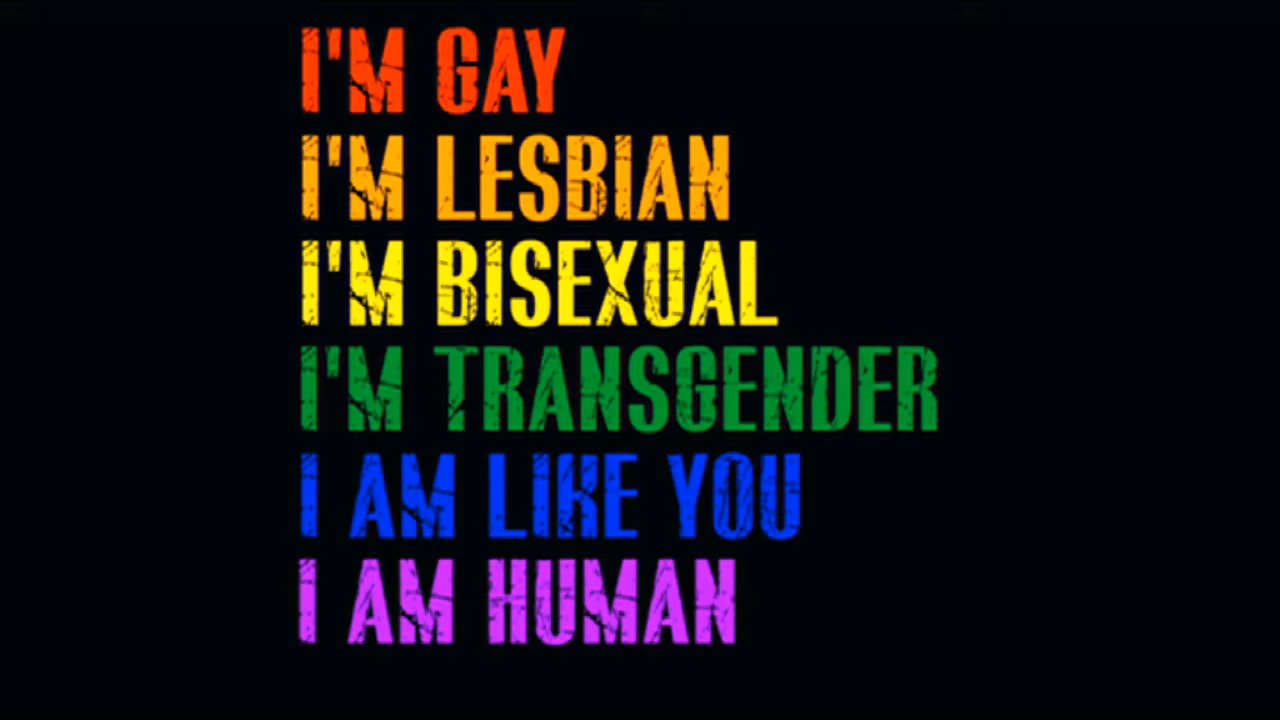 I'M GAY
I'M LESBIAN
I'M BISEXUAL
I'M TRANSGENDER
I AM LIKE YOU
I AM HUMAN